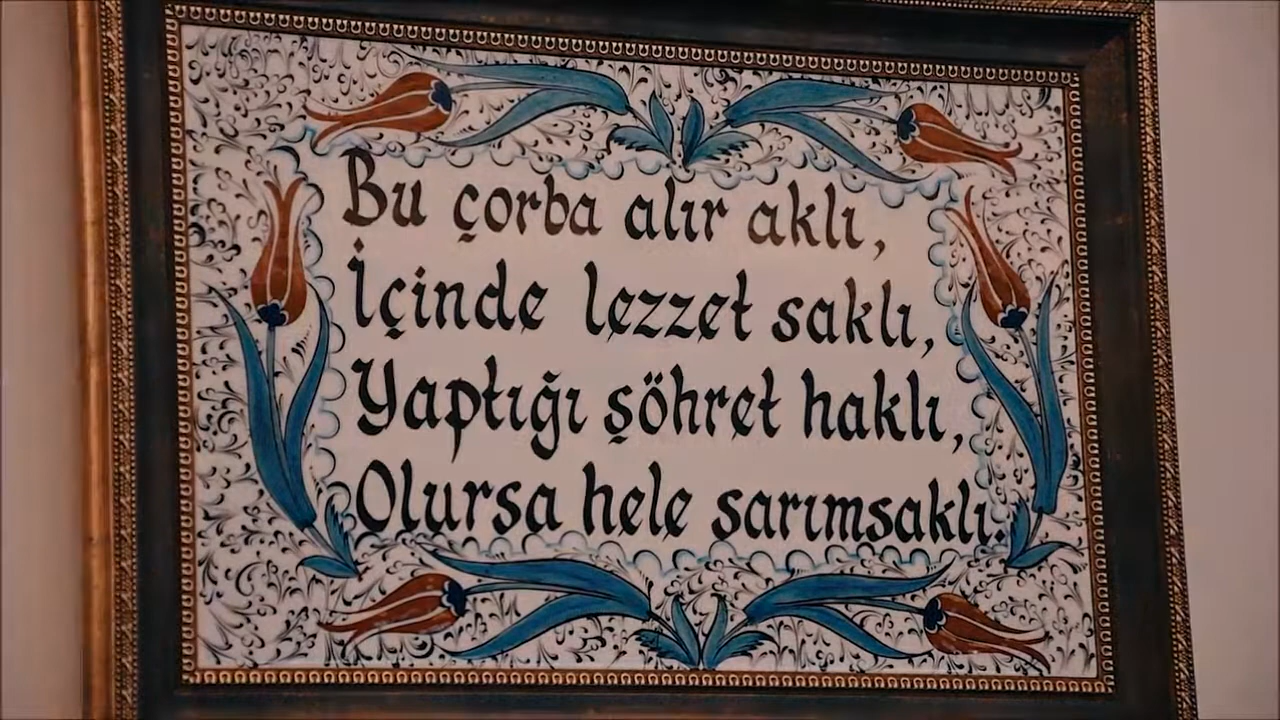 Bu çorba alır aklı,
İçinde lezzet saklı,
Yaptığı şöhret haklı,
Olursa hele sarımsaklı.